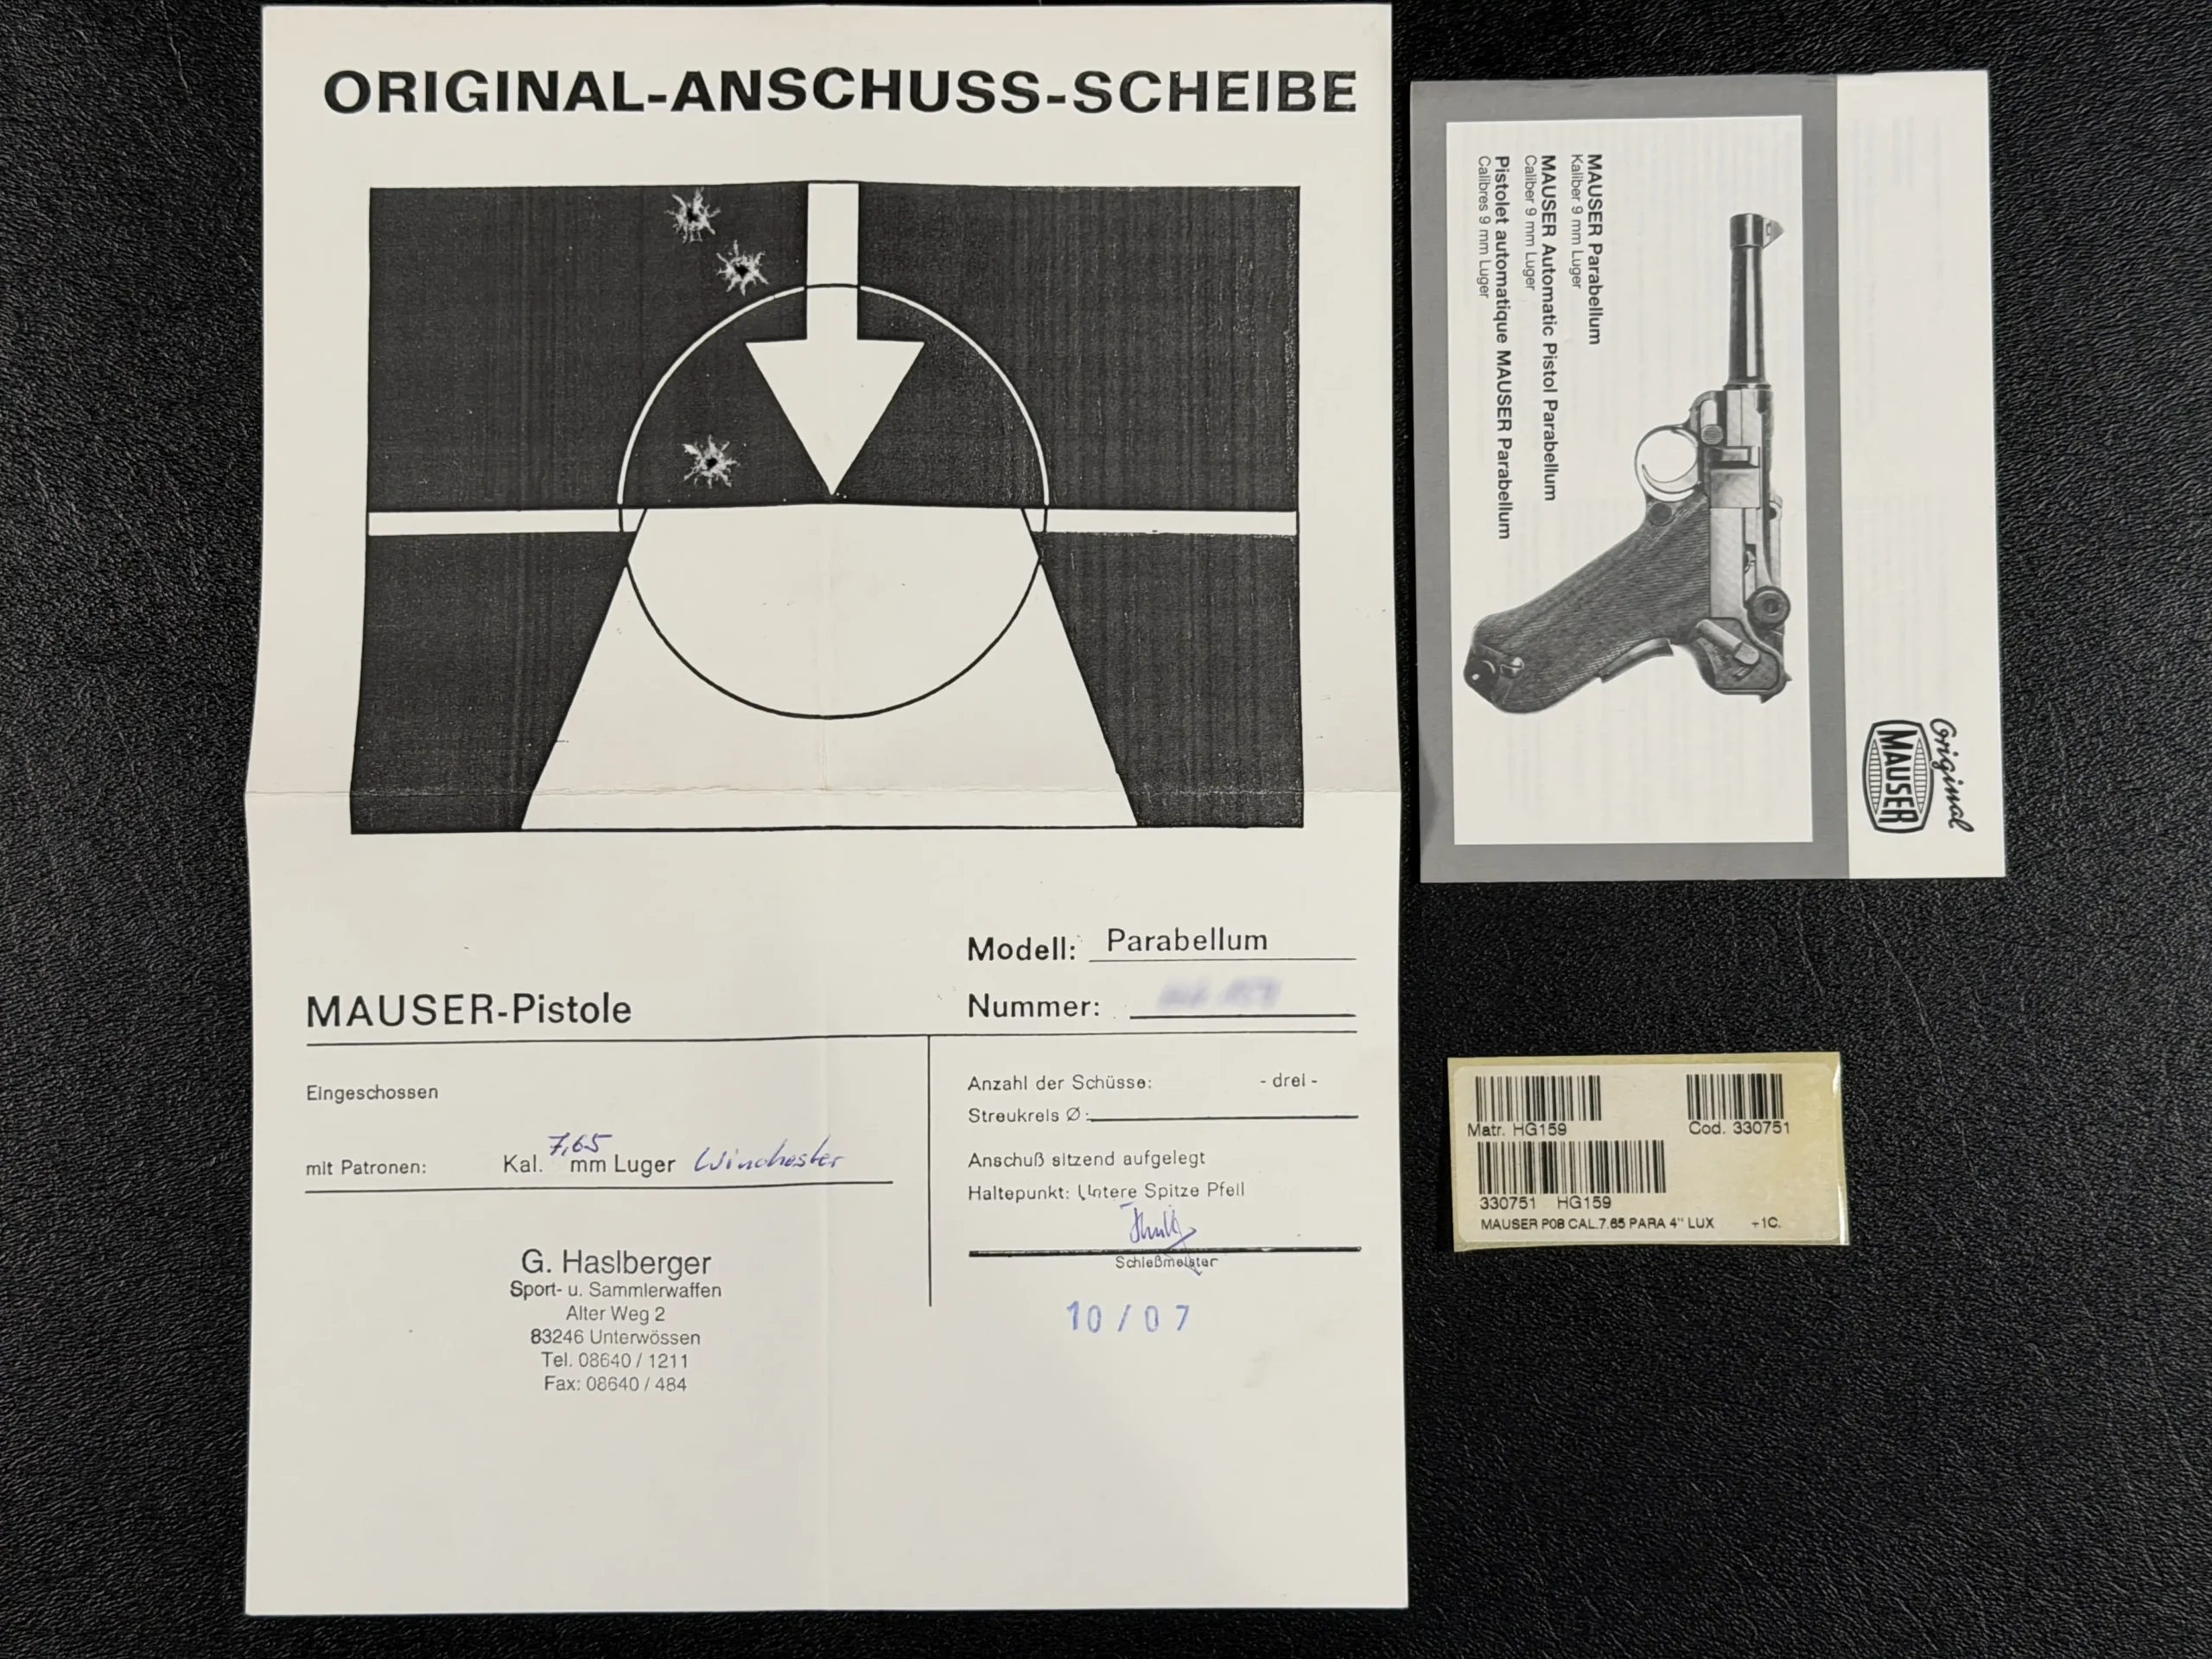 ORIGINAL-ANSCHUSS-SCHEIBE
Modell: Parabellum
Nummer:
MAUSER-Pistole
Eingeschossen
mit Patronen: Kal. 7,65 mm Luger Winchester
Anzahl der Schüsse: - drei -
Streukreis Ø:
Anschuß sitzend aufgelegt
Haltepunkt: Untere Spitze Pfeil
Schießmeister
10/07
G. Haslberger
Sport- u. Sammlerwaffen
Alter Weg 2
83246 Unterwössen
Tel. 08640 / 1211
Fax: 08640 / 484
MAUSER Parabellum
Kaliber 9 mm Luger
MAUSER Automatic Pistol Parabellum
Caliber 9 mm Luger
Pistolet automatique MAUSER Parabellum
Calibres 9 mm Luger
Original
MAUSER
Matr. HG159 Cod. 330751
330751 HG159
MAUSER P08 CAL.7.65 PARA 4" LUX +1C.